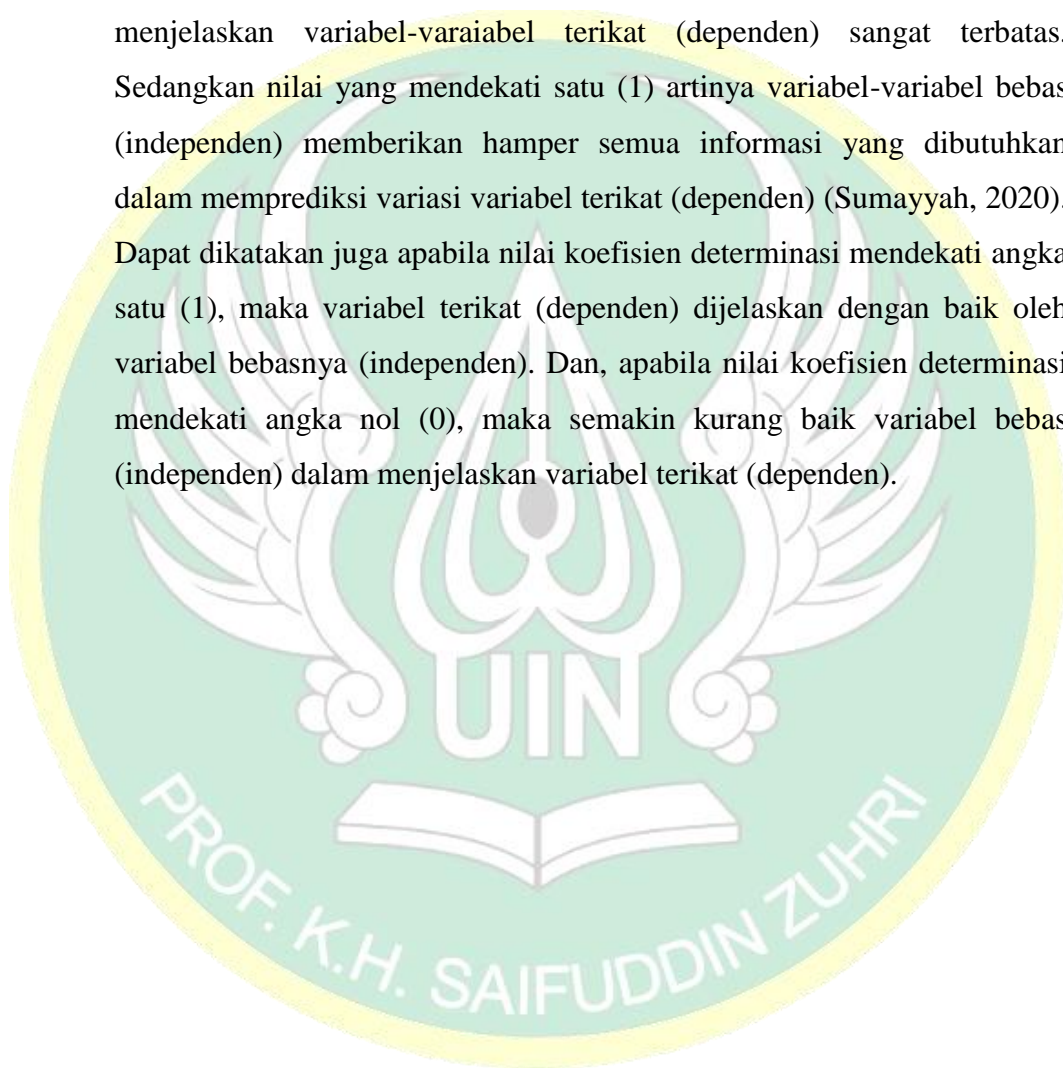 menjelaskan variabel-varaiabel terikat (dependen) sangat terbatas.
Sedangkan nilai yang mendekati satu (1) artinya variabel-variabel bebas
(independen) memberikan hamper semua informasi yang dibutuhkan
dalam memprediksi variasi variabel terikat (dependen) (Sumayyah, 2020).
Dapat dikatakan juga apabila nilai koefisien determinasi mendekati angka
satu (1), maka variabel terikat (dependen) dijelaskan dengan baik oleh
variabel bebasnya (independen). Dan, apabila nilai koefisien determinasi
mendekati angka nol (0), maka semakin kurang baik variabel bebas
(independen) dalam menjelaskan variabel terikat (dependen).
UIN
PROF. K.H. SAIFUDDIN ZUHRI